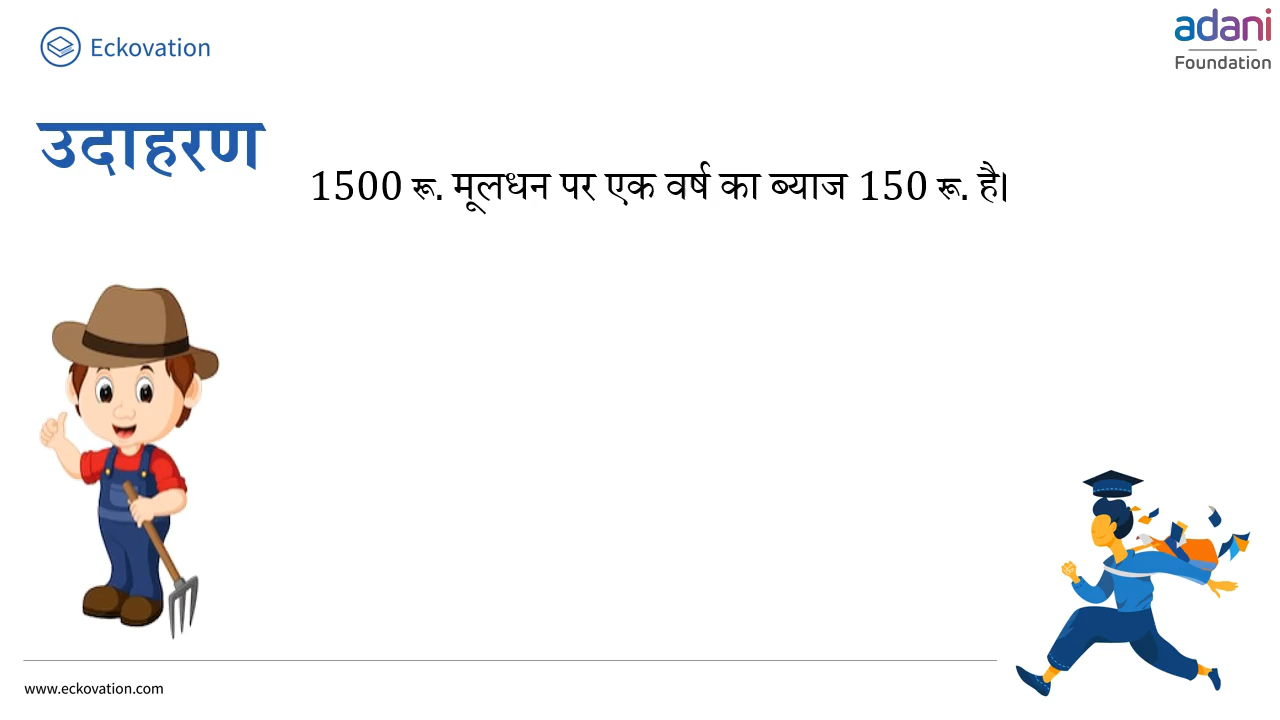 Eckovation
adani
Foundation
उदाहरण
1500 रू. मूलधन पर एक वर्ष का ब्याज 150 रू. है।
www.eckovation.com